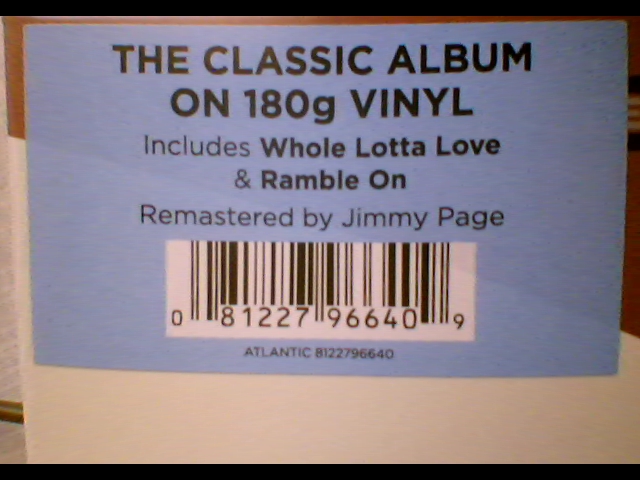 THE CLASSIC ALBUM
ON 180g VINYL
Includes Whole Lotta Love
& Ramble On
Remastered by Jimmy Page
0 81227 96640 9
ATLANTIC 8122796640